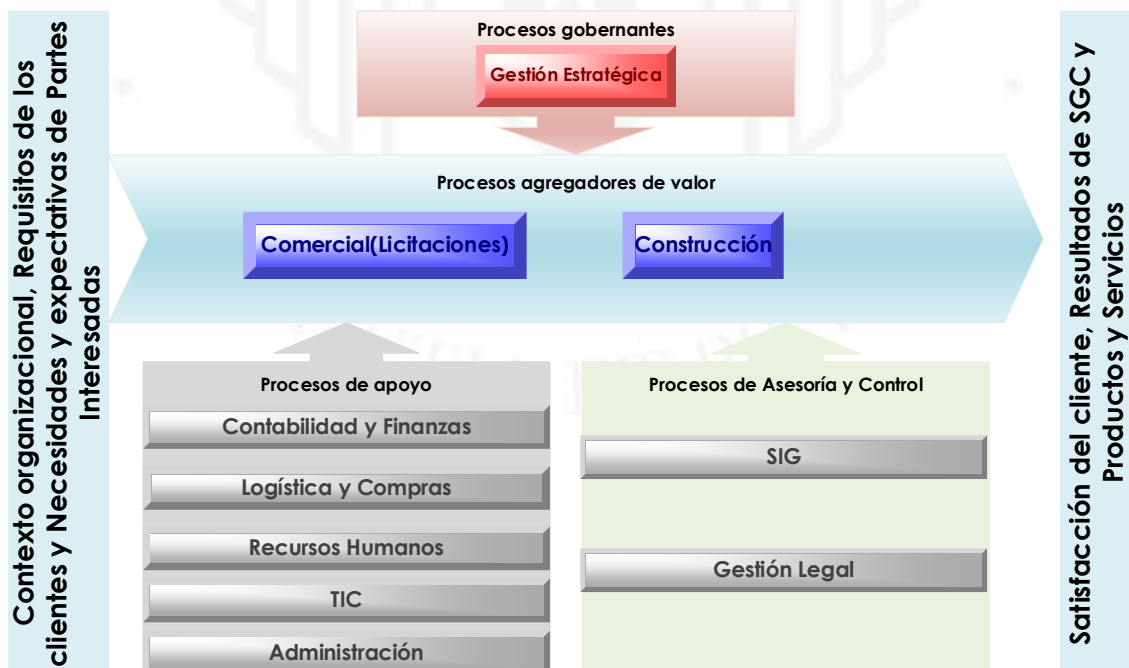 Contexto organizacional, Requisitos de los
clientes y Necesidades y expectativas de Partes
Interesadas
Procesos gobernantes
Gestión Estratégica
Procesos agregadores de valor
Comercial(Licitaciones)
Construcción
Procesos de apoyo
Contabilidad y Finanzas
Logística y Compras
Recursos Humanos
TIC
Administración
Procesos de Asesoría y Control
SIG
Gestión Legal
Satisfacción del cliente, Resultados de SGC y
Productos y Servicios